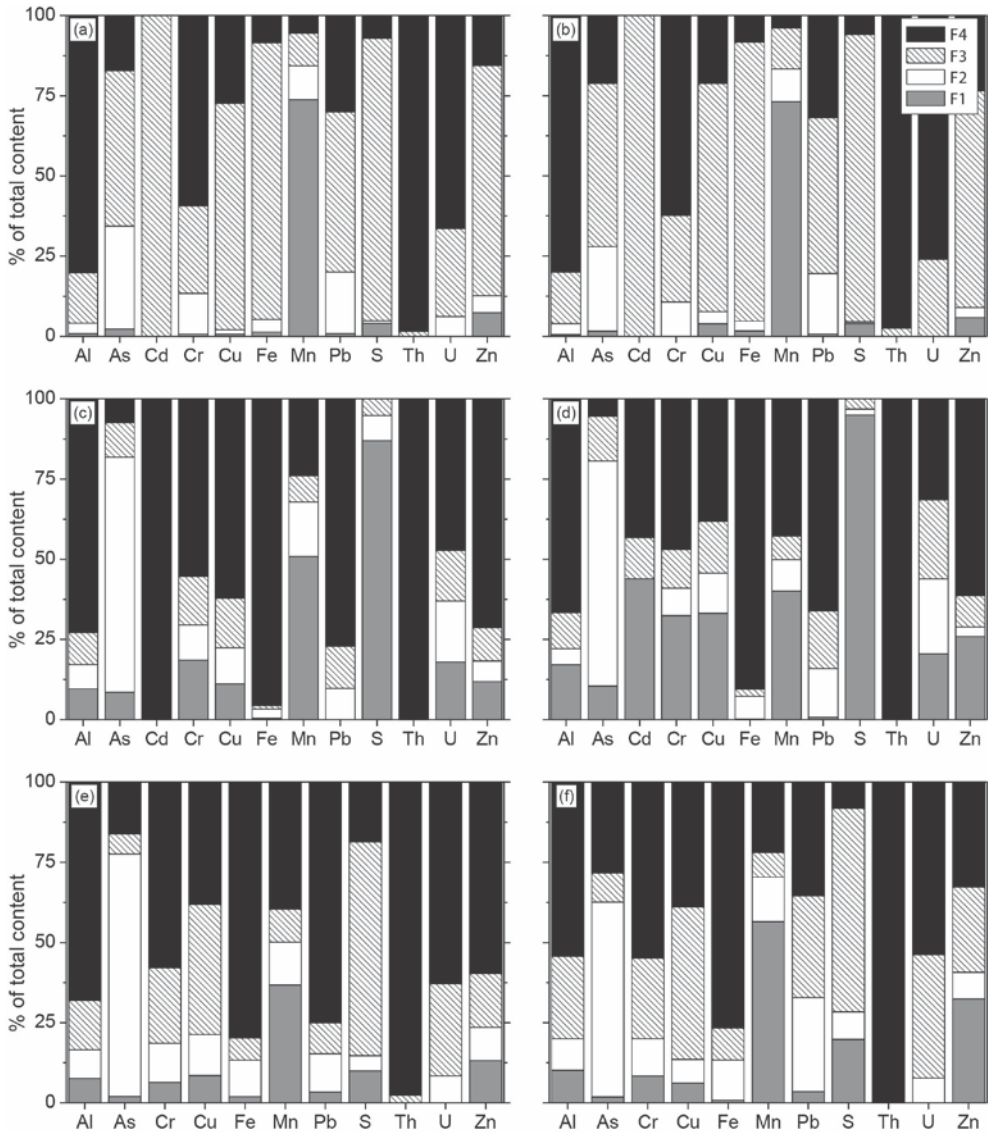 (a)
(b)
F4
F3
F2
F1
100
75
50
25
0
% of total content
Al As Cd Cr Cu Fe Mn Pb S Th U Zn
Al As Cd Cr Cu Fe Mn Pb S Th U Zn
(c)
(d)
100
75
50
25
0
% of total content
Al As Cd Cr Cu Fe Mn Pb S Th U Zn
Al As Cd Cr Cu Fe Mn Pb S Th U Zn
(e)
(f)
100
75
50
25
0
% of total content
Al As Cr Cu Fe Mn Pb S Th U Zn
Al As Cr Cu Fe Mn Pb S Th U Zn